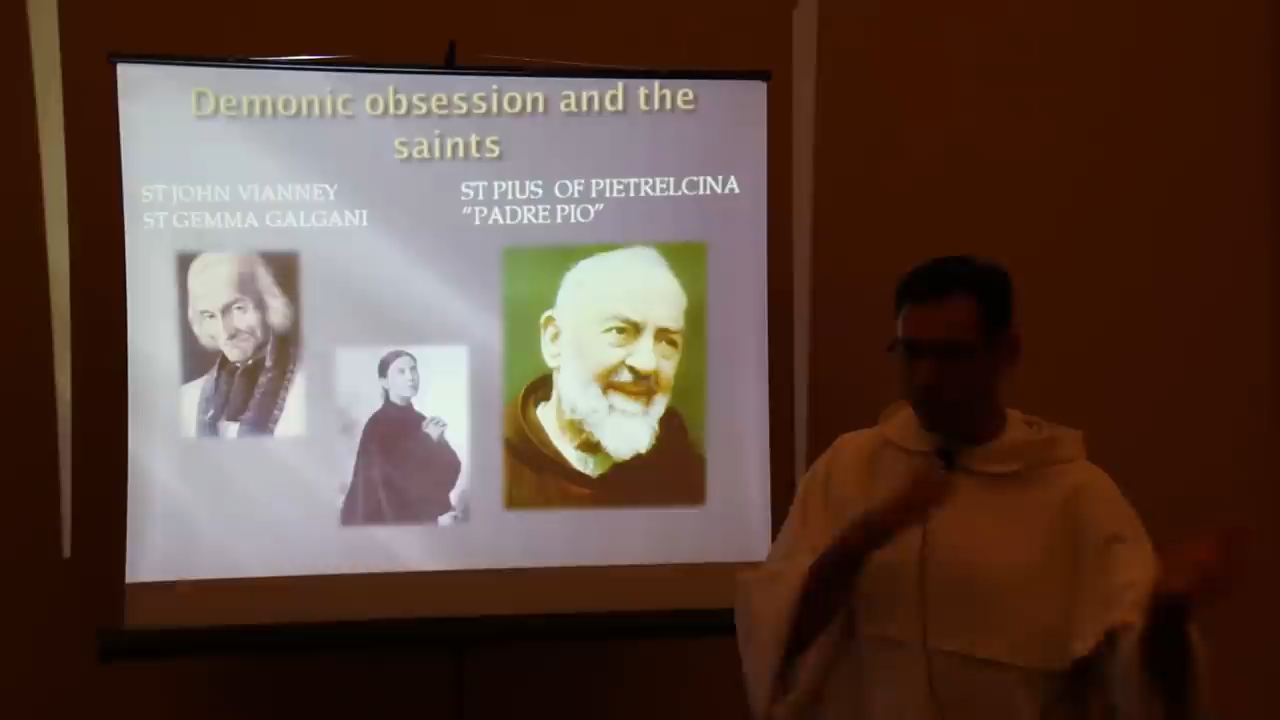 Demonic obsession and the
saints
ST JOHN VIANNEY
ST GEMMA GALGANI
ST PIUS OF PIETRELCINA
“PADRE PIO”